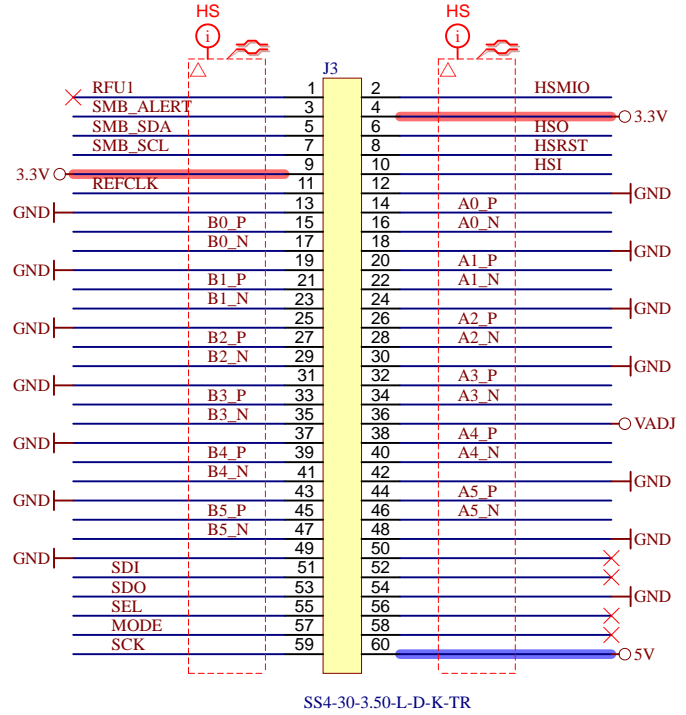 HS HS
i i
J3
RFU1 1 2 HSMIO
SMB_ALERT 3 4 3.3V
SMB_SDA 5 6 HSO
SMB_SCL 7 8 HSRST
3.3V 9 10 HSI
REFCLK 11 12 GND
GND 13 14 A0_P
B0_P 15 16 A0_N
B0_N 17 18 GND
GND 19 20 A1_P
B1_P 21 22 A1_N
B1_N 23 24 GND
GND 25 26 A2_P
B2_P 27 28 A2_N
B2_N 29 30 GND
GND 31 32 A3_P
B3_P 33 34 A3_N
B3_N 35 36 VADJ
GND 37 38 A4_P
B4_P 39 40 A4_N
B4_N 41 42 GND
GND 43 44 A5_P
B5_P 45 46 A5_N
B5_N 47 48 GND
GND 49 50
SDI 51 52
SDO 53 54 GND
SEL 55 56
MODE 57 58
SCK 59 60 5V
SS4-30-3.50-L-D-K-TR